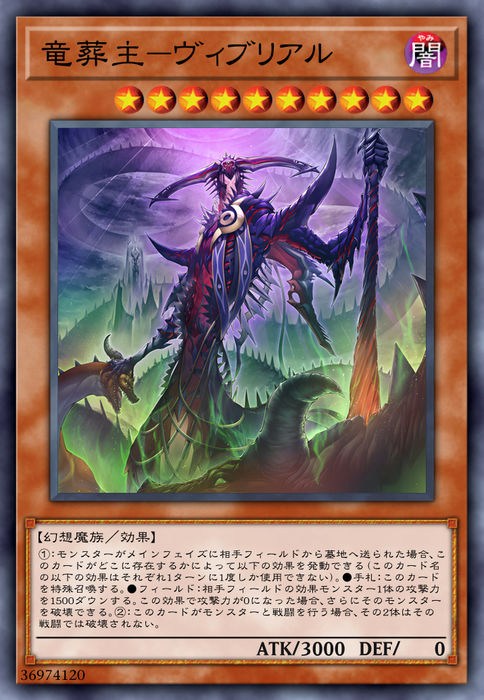 竜葬主－ヴィブリアル
やみ
闇
【幻想魔族／効果】
①：モンスターがメインフェイズに相手フィールドから墓地へ送られた場合、こ
のカードがどこに存在するかによって以下の効果を発動できる（このカード名
の以下の効果はそれぞれ1ターンに1度しか使用できない）。●手札：このカード
を特殊召喚する。●フィールド：相手フィールドの効果モンスター1体の攻撃力
を1500ダウンする。この効果で攻撃力が0になった場合、さらにそのモンスター
を破壊できる。②：このカードがモンスターと戦闘を行う場合、その2体はその
戦闘では破壊されない。
ATK/3000 DEF/ 0
36974120